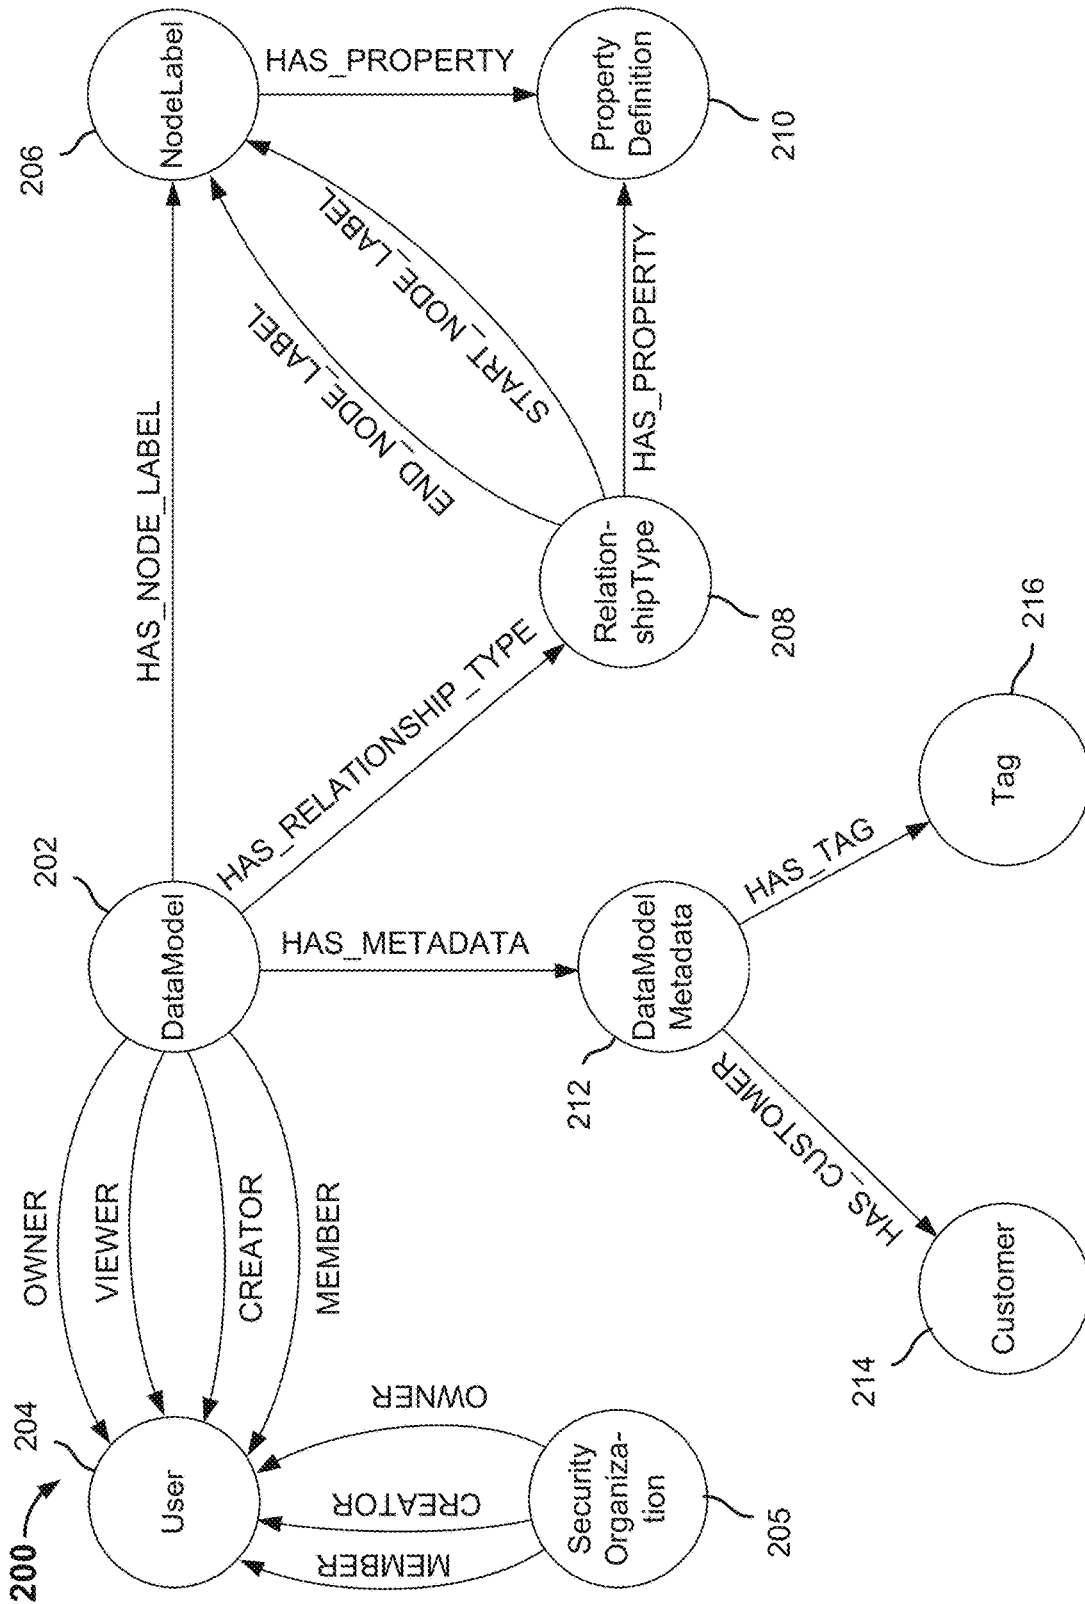 200
204
User
OWNER
VIEWER
CREATOR
MEMBER
202
DataModel
HAS_NODE_LABEL
206
NodeLabel
MEMBER
CREATOR
OWNER
HAS_METADATA
HAS_RELATIONSHIP_TYPE
END_NODE_LABEL
START_NODE_LABEL
HAS_PROPERTY
Security
Organiza-
tion
205
212
DataModel
Metadata
Relation-
shipType
208
HAS_PROPERTY
Property
Definition
210
HAS_CUSTOMER
HAS_TAG
214
Customer
Tag
216